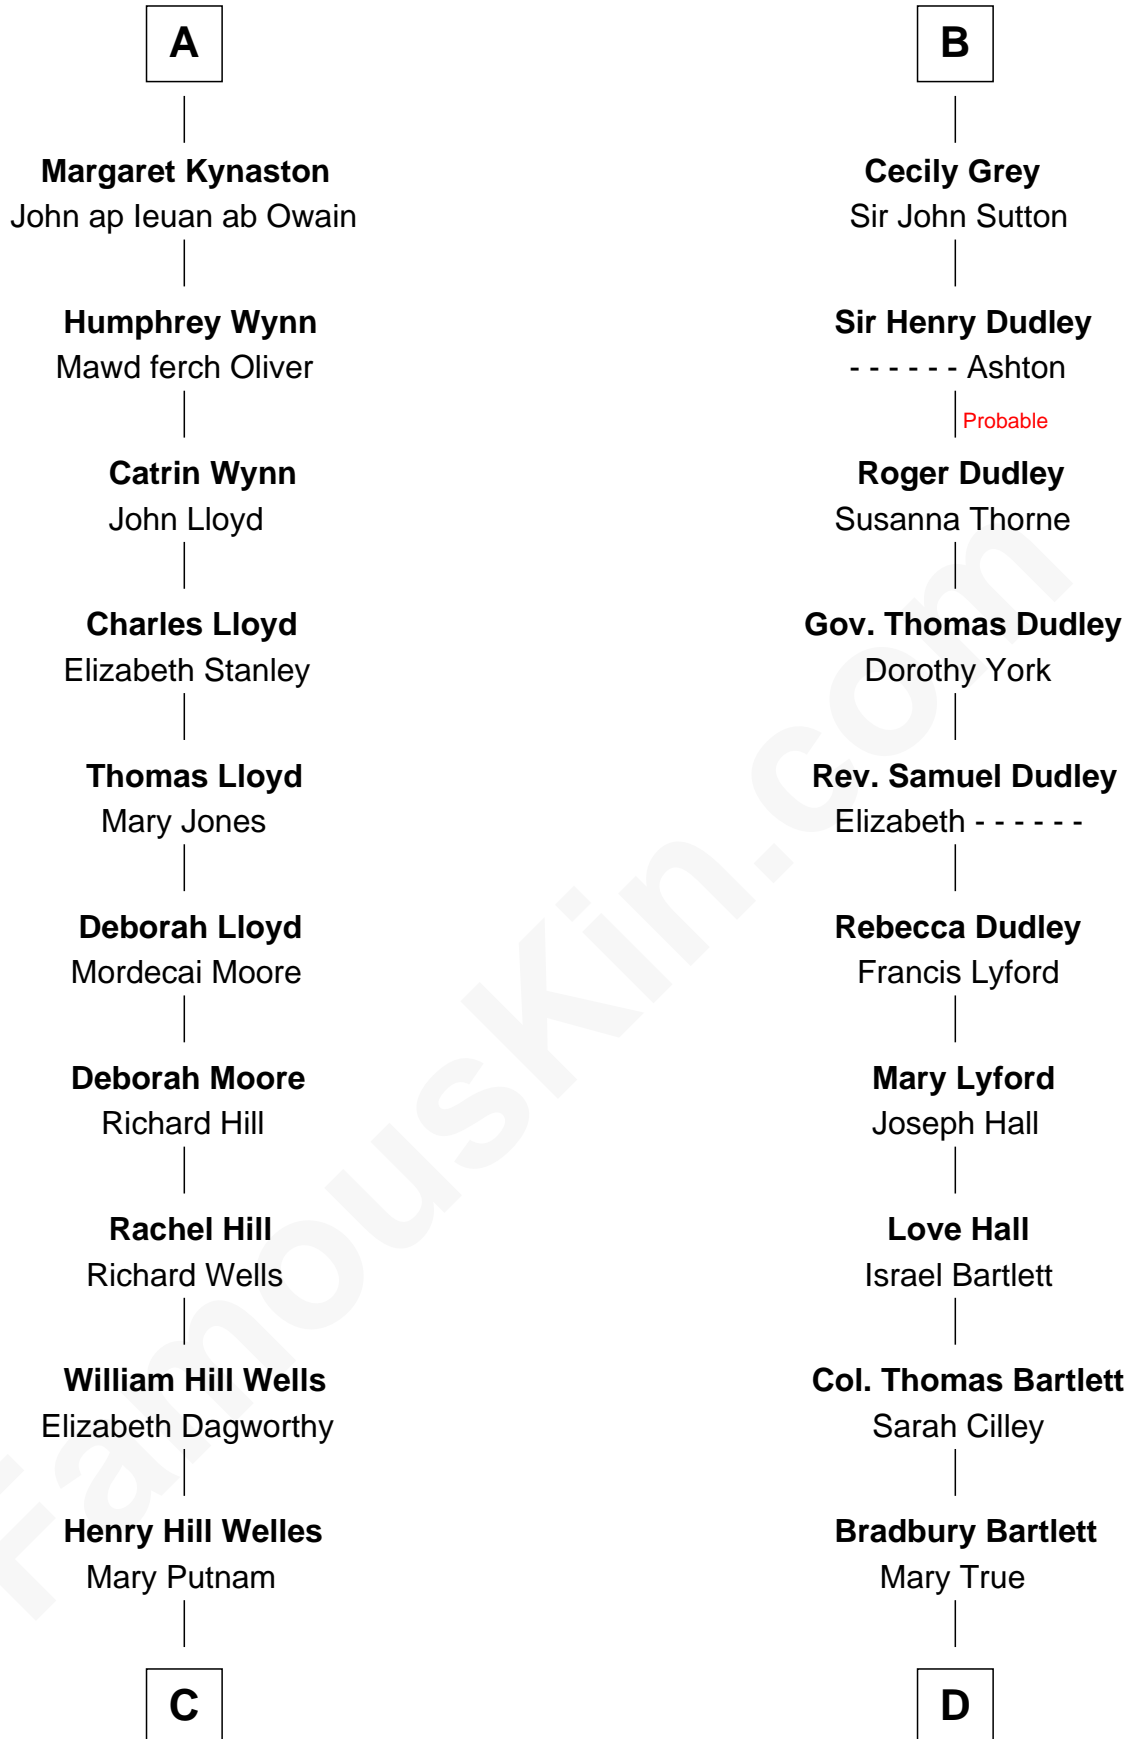 A
Margaret Kynaston
John ap Ieuan ab Owain
Humphrey Wynn
Mawd ferch Oliver
Catrin Wynn
John Lloyd
Charles Lloyd
Elizabeth Stanley
Thomas Lloyd
Mary Jones
Deborah Lloyd
Mordecai Moore
Deborah Moore
Richard Hill
Rachel Hill
Richard Wells
William Hill Wells
Elizabeth Dagworthy
Henry Hill Welles
Mary Putnam
C
B
Cecily Grey
Sir John Sutton
Sir Henry Dudley
- - - - - - Ashton
Probable
Roger Dudley
Susanna Thorne
Gov. Thomas Dudley
Dorothy York
Rev. Samuel Dudley
Elizabeth - - - - - -
Rebecca Dudley
Francis Lyford
Mary Lyford
Joseph Hall
Love Hall
Israel Bartlett
Col. Thomas Bartlett
Sarah Cilley
Bradbury Bartlett
Mary True
D
FamousKin.com